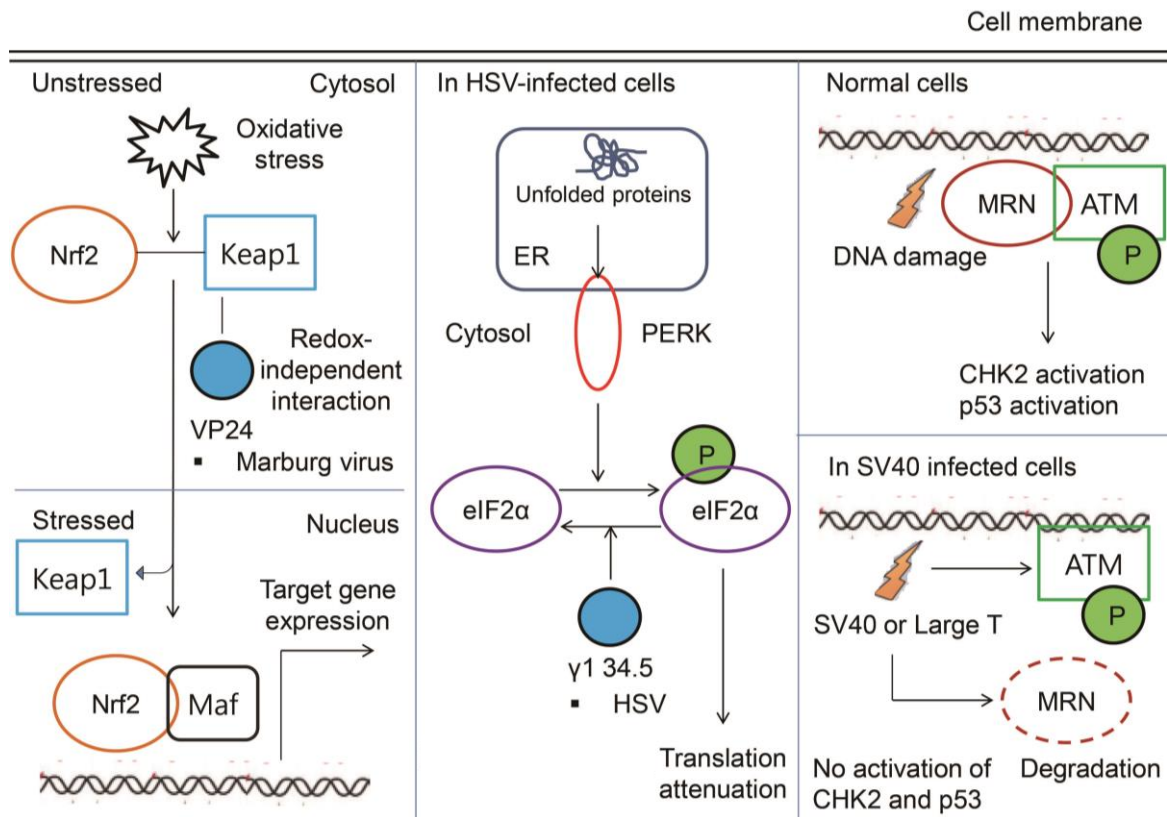 Cell membrane
Unstressed
Cytosol
Oxidative
stress
Nrf2
Keap1
Redox-
independent
interaction
VP24
▪ Marburg virus
Stressed
Nucleus
Keap1
Target gene
expression
Nrf2
Maf
In HSV-infected cells
Unfolded proteins
ER
Cytosol
PERK
P
eIF2α
eIF2α
γ1 34.5
▪ HSV
Translation
attenuation
Normal cells
MRN
ATM
P
DNA damage
CHK2 activation
p53 activation
In SV40 infected cells
ATM
P
SV40 or Large T
MRN
No activation of
CHK2 and p53
Degradation